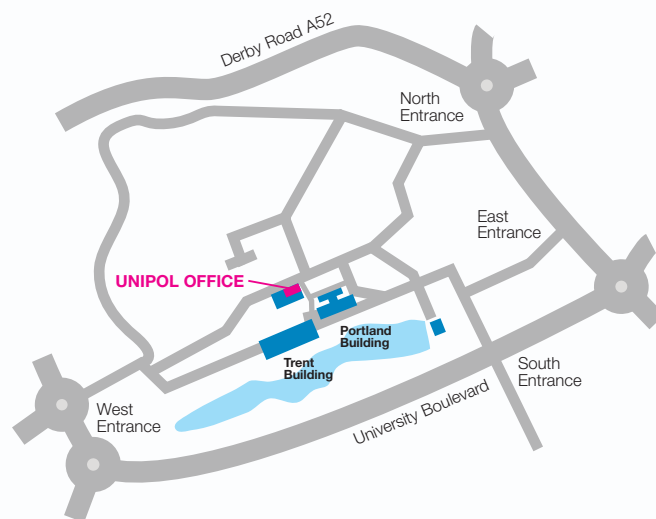 Derby Road A52
North
Entrance
East
Entrance
UNIPOL OFFICE
Portland
Building
Trent
Building
South
Entrance
West
Entrance
University Boulevard